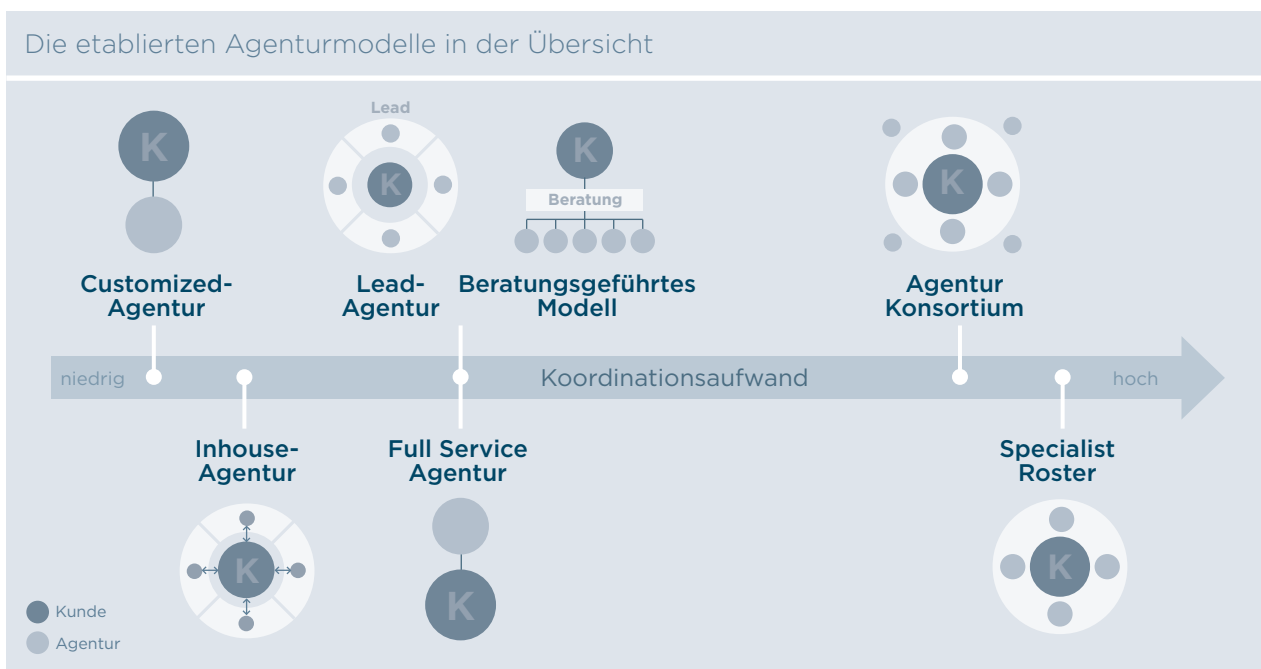 Die etablierten Agenturmodelle in der Übersicht
K
Lead
K
K
Beratung
K
Customized-
Agentur
Lead-
Agentur
Beratungsgeführtes
Modell
Agentur
Konsortium
niedrig
Koordinationsaufwand
hoch
Inhouse-
Agentur
Full Service
Agentur
Specialist
Roster
K
K
K
Kunde
Agentur